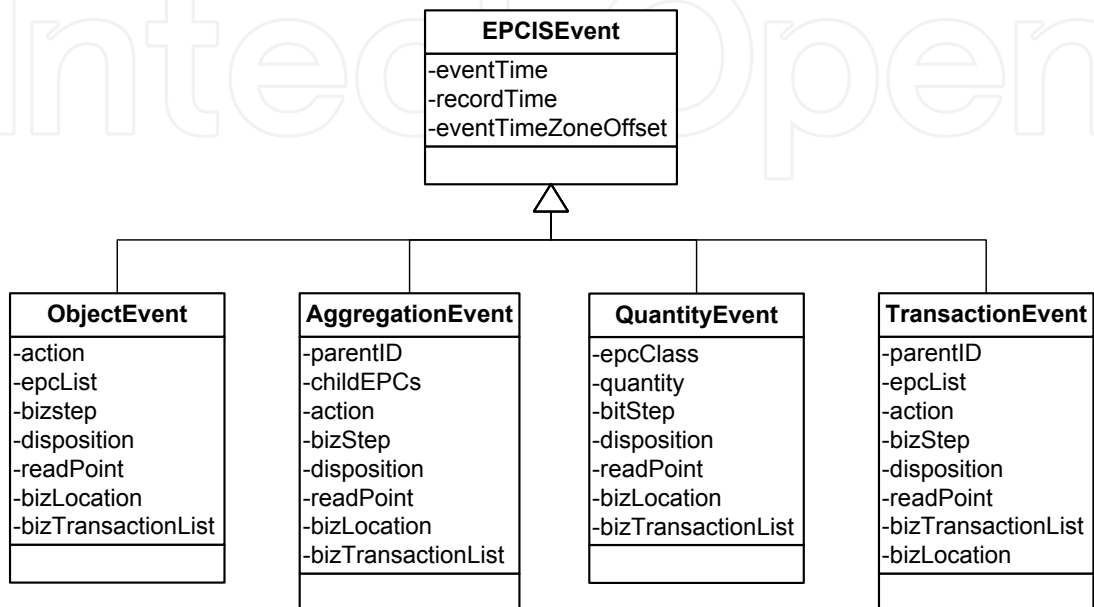 IntechOpen
EPCISEvent
-eventTime
-recordTime
-eventTimeZoneOffset
ObjectEvent
-action
-epcList
-bizstep
-disposition
-readPoint
-bizLocation
-bizTransactionList
AggregationEvent
-parentID
-childEPCs
-action
-bizStep
-disposition
-readPoint
-bizLocation
-bizTransactionList
QuantityEvent
-epcClass
-quantity
-bitStep
-disposition
-readPoint
-bizLocation
-bizTransactionList
TransactionEvent
-parentID
-epcList
-action
-bizStep
-disposition
-readPoint
-bizTransactionList
-bizLocation